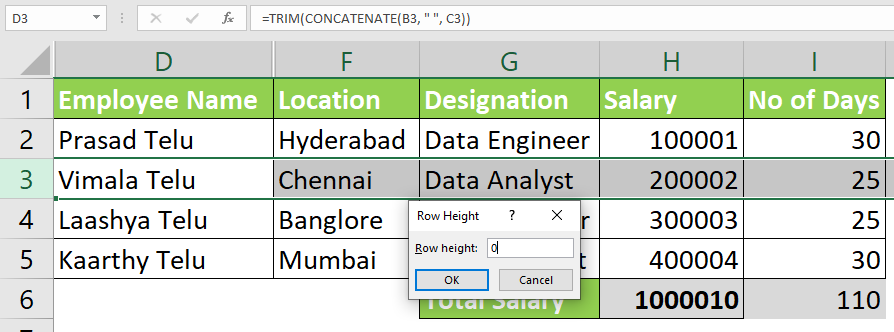 D3 =TRIM(CONCATENATE(B3, " ", C3))
D F G H I
1 Employee Name Location Designation Salary No of Days
2 Prasad Telu Hyderabad Data Engineer 100001 30
3 Vimala Telu Chennai Data Analyst 200002 25
Row Height ? ×
4 Laashya Telu Banglore r 300003 25
Row height: 0
5 Kaarthy Telu Mumbai t 400004 30
OK Cancel
6 Total Salary 1000010 110